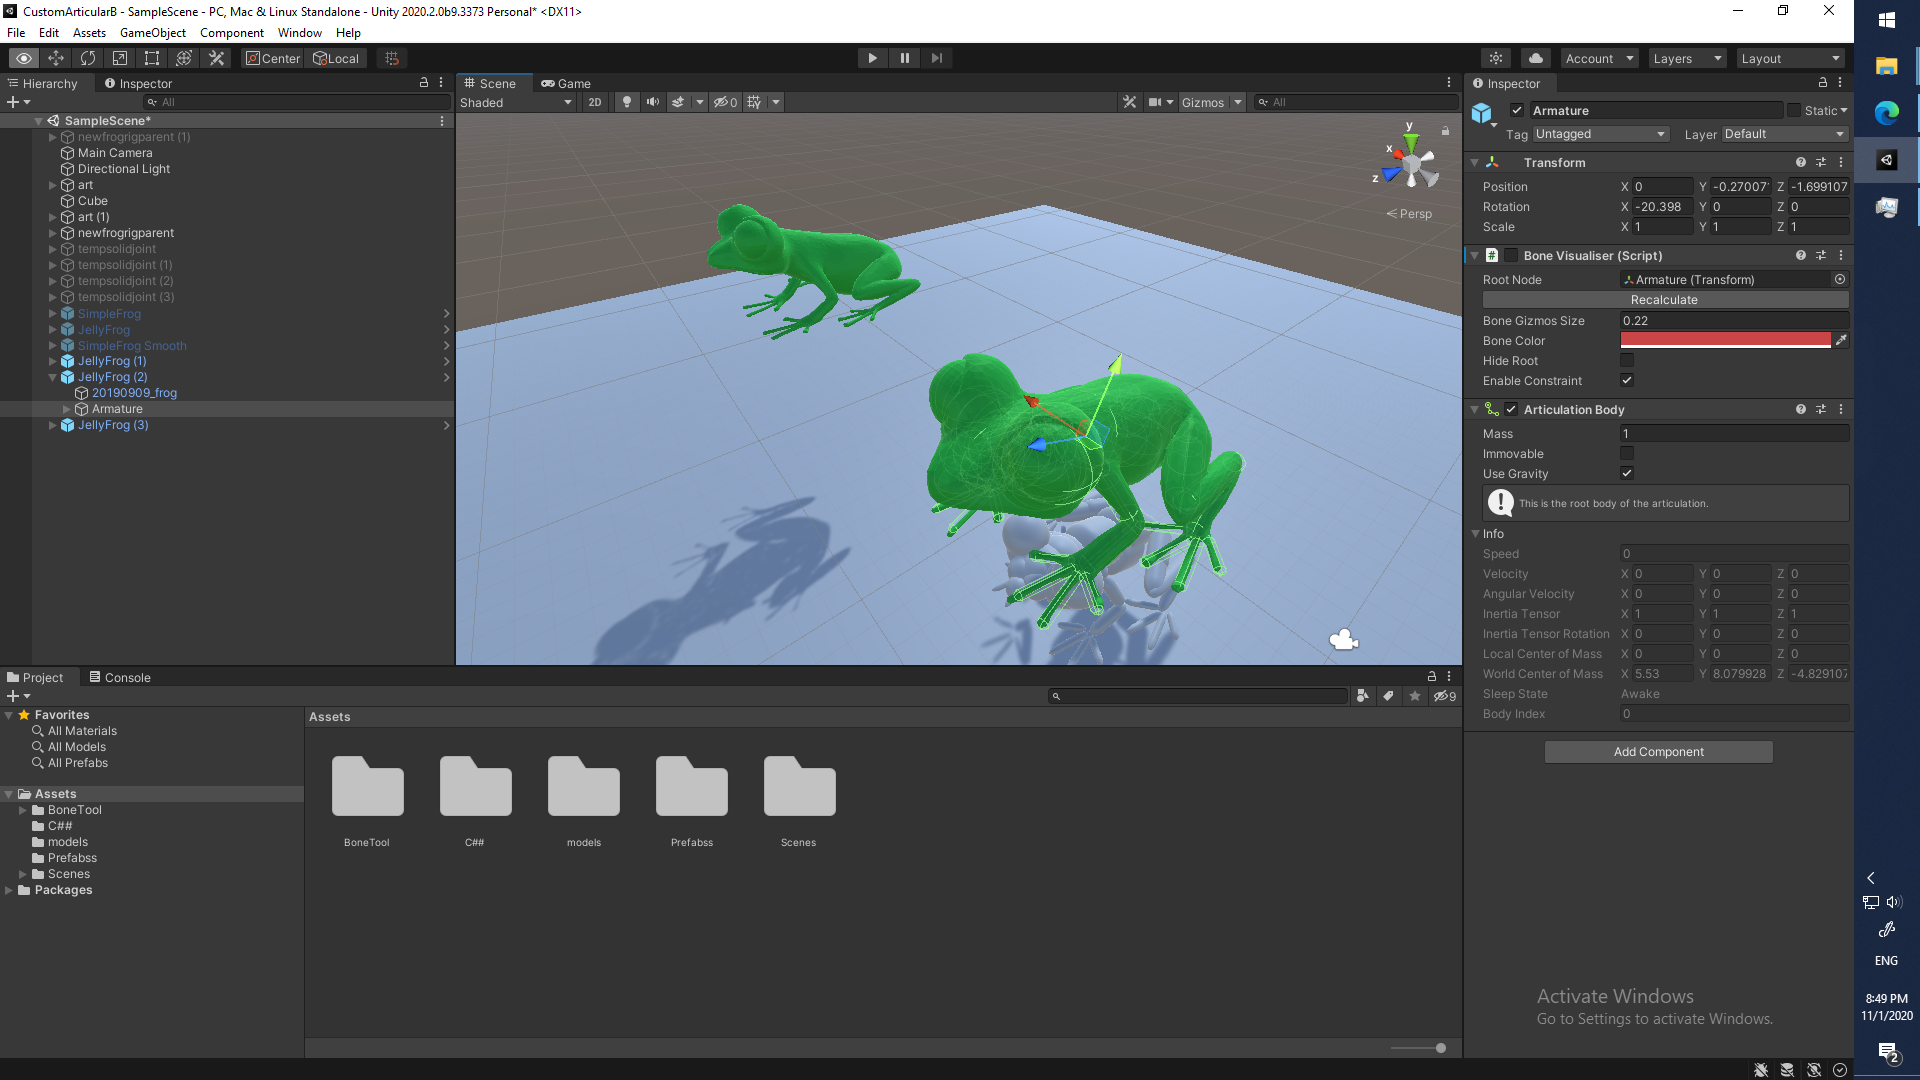 CustomArticularB - SampleScene - PC, Mac & Linux Standalone - Unity 2020.2.0b9.3373 Personal* <DX11>
File Edit Assets GameObject Component Window Help
Center Local
Account Layers Layout
Hierarchy Inspector
All
SampleScene*
newfrogrigparent (1)
Main Camera
Directional Light
art
Cube
art (1)
newfrogrigparent
tempsolidjoint
tempsolidjoint (1)
tempsolidjoint (2)
tempsolidjoint (3)
SimpleFrog
JellyFrog
SimpleFrog Smooth
JellyFrog (1)
JellyFrog (2)
20190909_frog
Armature
JellyFrog (3)
Scene Game
Shaded 2D 0 Gizmos All
y
x
z
Persp
Inspector
Armature Static
Tag Untagged Layer Default
Transform
Position X 0 Y -0.27007 Z -1.699107
Rotation X -20.398 Y 0 Z 0
Scale X 1 Y 1 Z 1
Bone Visualiser (Script)
Root Node Armature (Transform)
Recalculate
Bone Gizmos Size 0.22
Bone Color
Hide Root
Enable Constraint
Articulation Body
Mass 1
Immovable
Use Gravity
This is the root body of the articulation.
Info
Speed 0
Velocity X 0 Y 0 Z 0
Angular Velocity X 0 Y 0 Z 0
Inertia Tensor X 1 Y 1 Z 1
Inertia Tensor Rotation X 0 Y 0 Z 0
Local Center of Mass X 0 Y 0 Z 0
World Center of Mass X 5.53 Y 8.079928 Z -4.829107
Sleep State Awake
Body Index 0
Add Component
Project Console
9
Favorites
All Materials
All Models
All Prefabs
Assets
BoneTool
C##
models
Prefabss
Scenes
Packages
Assets
BoneTool C## models Prefabss Scenes
Activate Windows
Go to Settings to activate Windows.
ENG
8:49 PM
11/1/2020
2